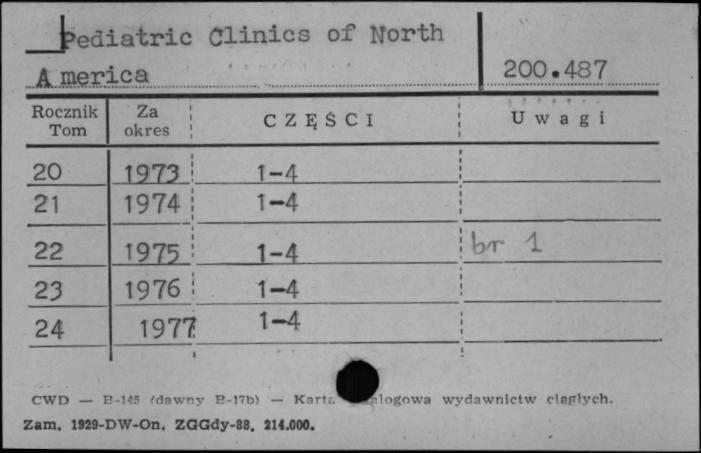 Pediatric Clinics of North
America
200.487
Rocznik Tom
Za okres
CZĘŚCI
Uwagi
20 1973 1-4
21 1974 1-4
22 1975 1-4 br 1
23 1976 1-4
24 1977 1-4
CWD — B-145 (dawny B-17b) — Karta wydawnictw ciągłych.
Zam. 1929-DW-On. ZGGdy-88. 214.000.